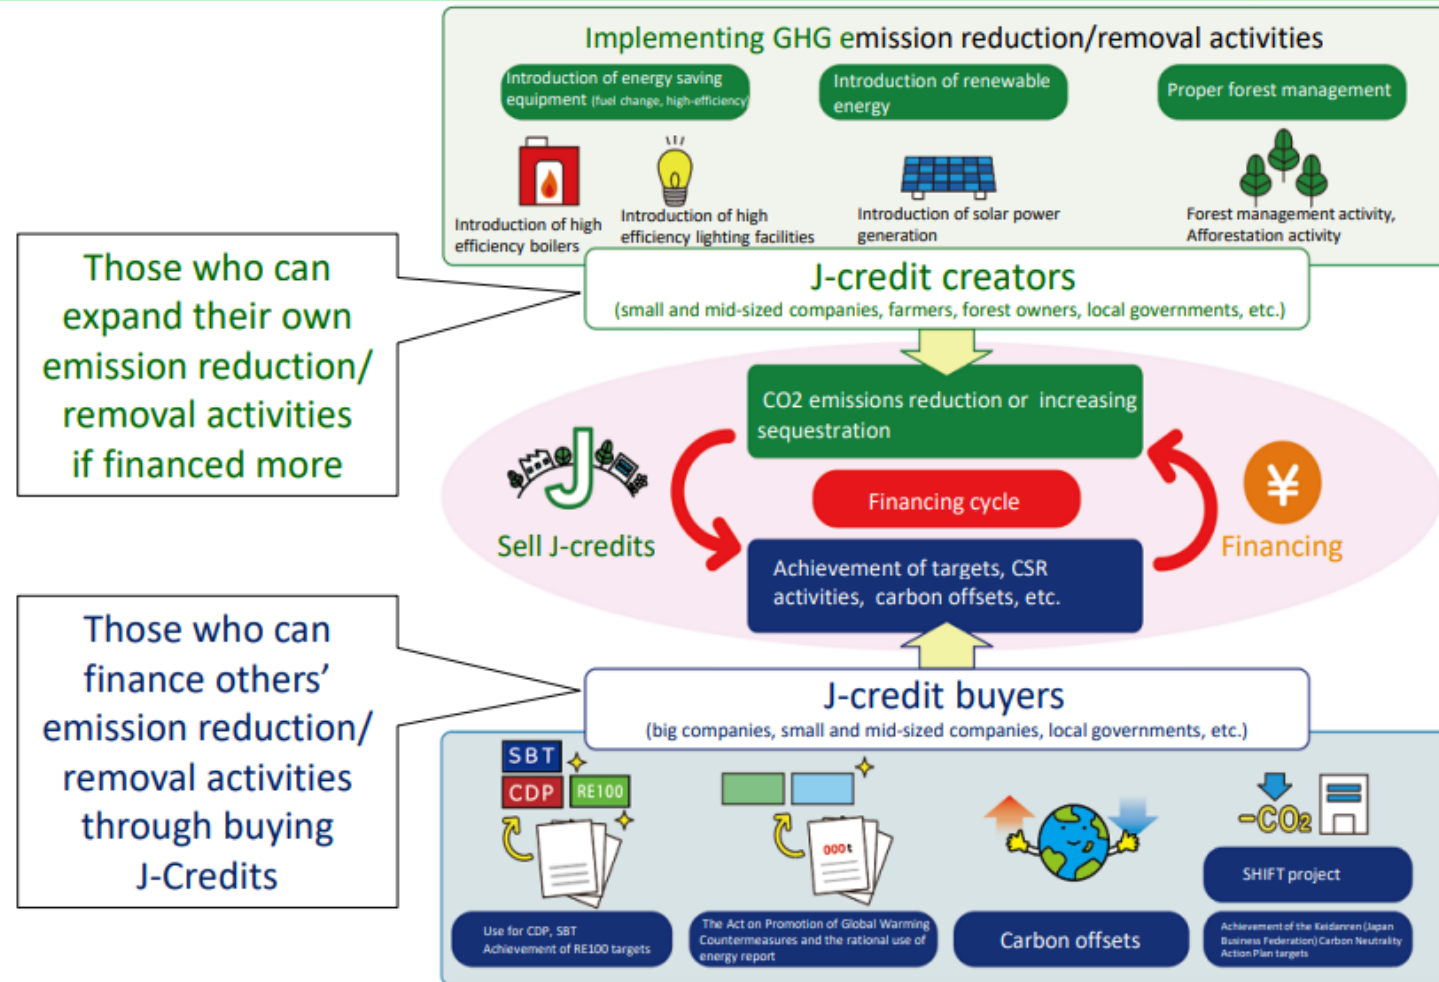 Implementing GHG emission reduction/removal activities
Introduction of energy saving
equipment (fuel change, high-efficiency)
Introduction of renewable
energy
Proper forest management
Introduction of high
efficiency boilers
Introduction of high
efficiency lighting facilities
Introduction of solar power
generation
Forest management activity,
Afforestation activity
Those who can
expand their own
emission reduction/
removal activities
if financed more
J-credit creators
(small and mid-sized companies, farmers, forest owners, local governments, etc.)
CO2 emissions reduction or increasing
sequestration
J
Sell J-credits
Financing cycle
¥
Financing
Achievement of targets, CSR
activities, carbon offsets, etc.
Those who can
finance others’
emission reduction/
removal activities
through buying
J-Credits
J-credit buyers
(big companies, small and mid-sized companies, local governments, etc.)
SBT
CDP
RE100
000 t
-CO2
SHIFT project
Use for CDP, SBT
Achievement of RE100 targets
The Act on Promotion of Global Warming
Countermeasures and the rational use of
energy report
Carbon offsets
Achievement of the Keidanren (Japan
Business Federation) Carbon Neutrality
Action Plan targets